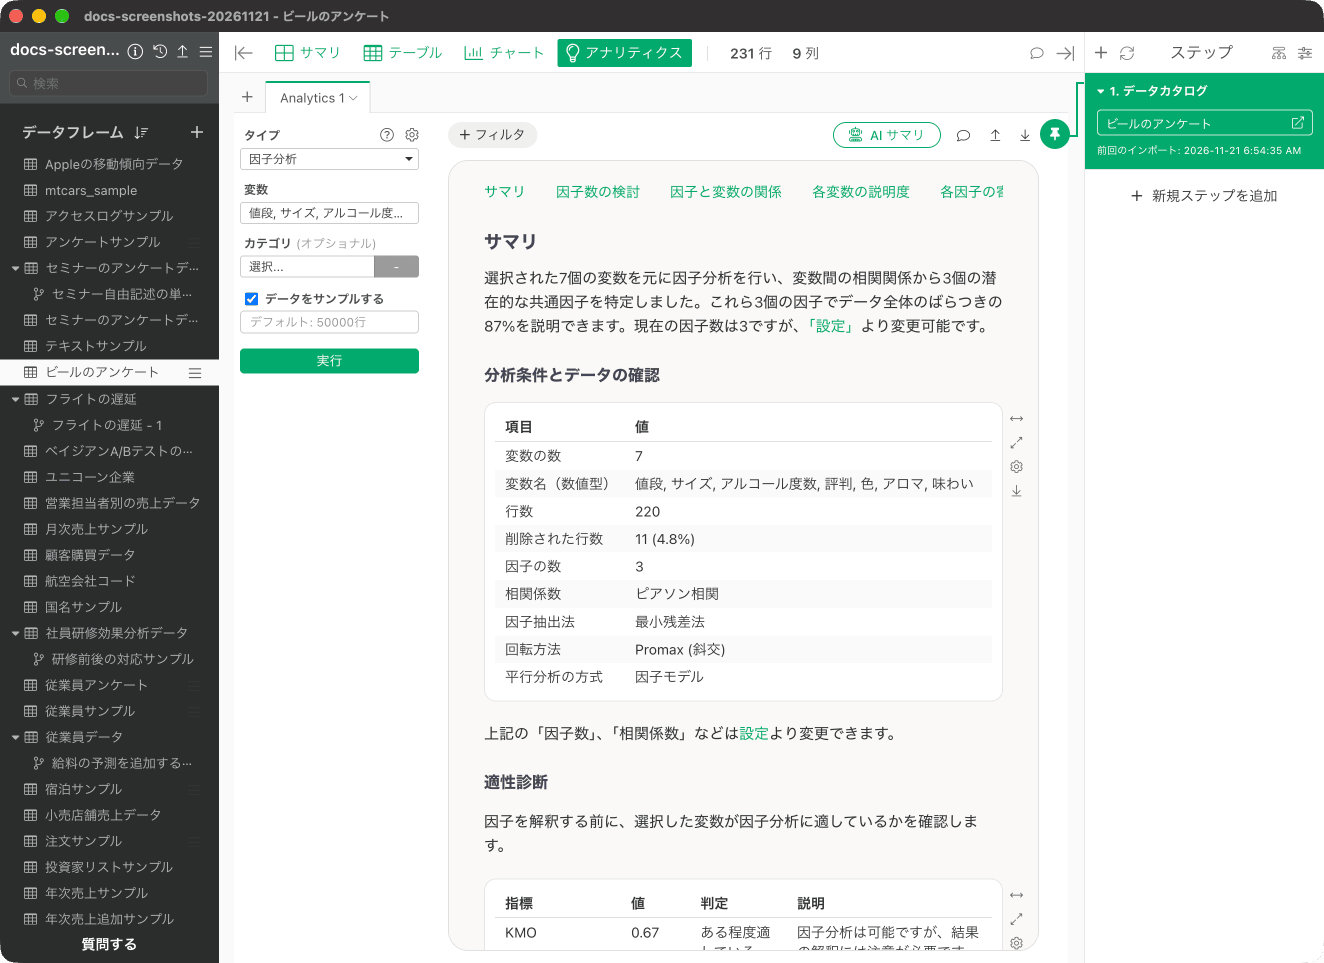 docs-screenshots-20261121 - ビールのアンケート
docs-screen...
検索
データフレーム
Appleの移動傾向データ
mtcars_sample
アクセスログサンプル
アンケートサンプル
セミナーのアンケートデ...
セミナー自由記述の単...
セミナーのアンケートデ...
テキストサンプル
ビールのアンケート
フライトの遅延
フライトの遅延 - 1
ベイジアンA/Bテストの...
ユニコーン企業
営業担当者別の売上データ
月次売上サンプル
顧客購買データ
航空会社コード
国名サンプル
社員研修効果分析データ
研修前後の対応サンプル
従業員アンケート
従業員サンプル
従業員データ
給料の予測を追加する...
宿泊サンプル
小売店舗売上データ
注文サンプル
投資家リストサンプル
年次売上サンプル
年次売上追加サンプル
質問する
サマリ
テーブル
チャート
アナリティクス
231 行
9 列
Analytics 1
タイプ
因子分析
変数
値段, サイズ, アルコール度...
カテゴリ (オプショナル)
選択...
-
データをサンプルする
デフォルト: 50000行
実行
+ フィルタ
AI サマリ
サマリ
因子数の検討
因子と変数の関係
各変数の説明度
各因子の寄
サマリ
選択された7個の変数を元に因子分析を行い、変数間の相関関係から3個の潜
在的な共通因子を特定しました。これら3個の因子でデータ全体のばらつきの
87%を説明できます。現在の因子数は3ですが、「設定」より変更可能です。
分析条件とデータの確認
項目 値
変数の数 7
変数名（数値型） 値段, サイズ, アルコール度数, 評判, 色, アロマ, 味わい
行数 220
削除された行数 11 (4.8%)
因子の数 3
相関係数 ピアソン相関
因子抽出法 最小残差法
回転方法 Promax (斜交)
平行分析の方式 因子モデル
上記の「因子数」、「相関係数」などは設定より変更できます。
適性診断
因子を解釈する前に、選択した変数が因子分析に適しているかを確認しま
す。
指標 値 判定 説明
KMO 0.67 ある程度適 因子分析は可能ですが、結果
している の解釈には注意が必要です
ステップ
1. データカタログ
ビールのアンケート
前回のインポート: 2026-11-21 6:54:35 AM
+ 新規ステップを追加